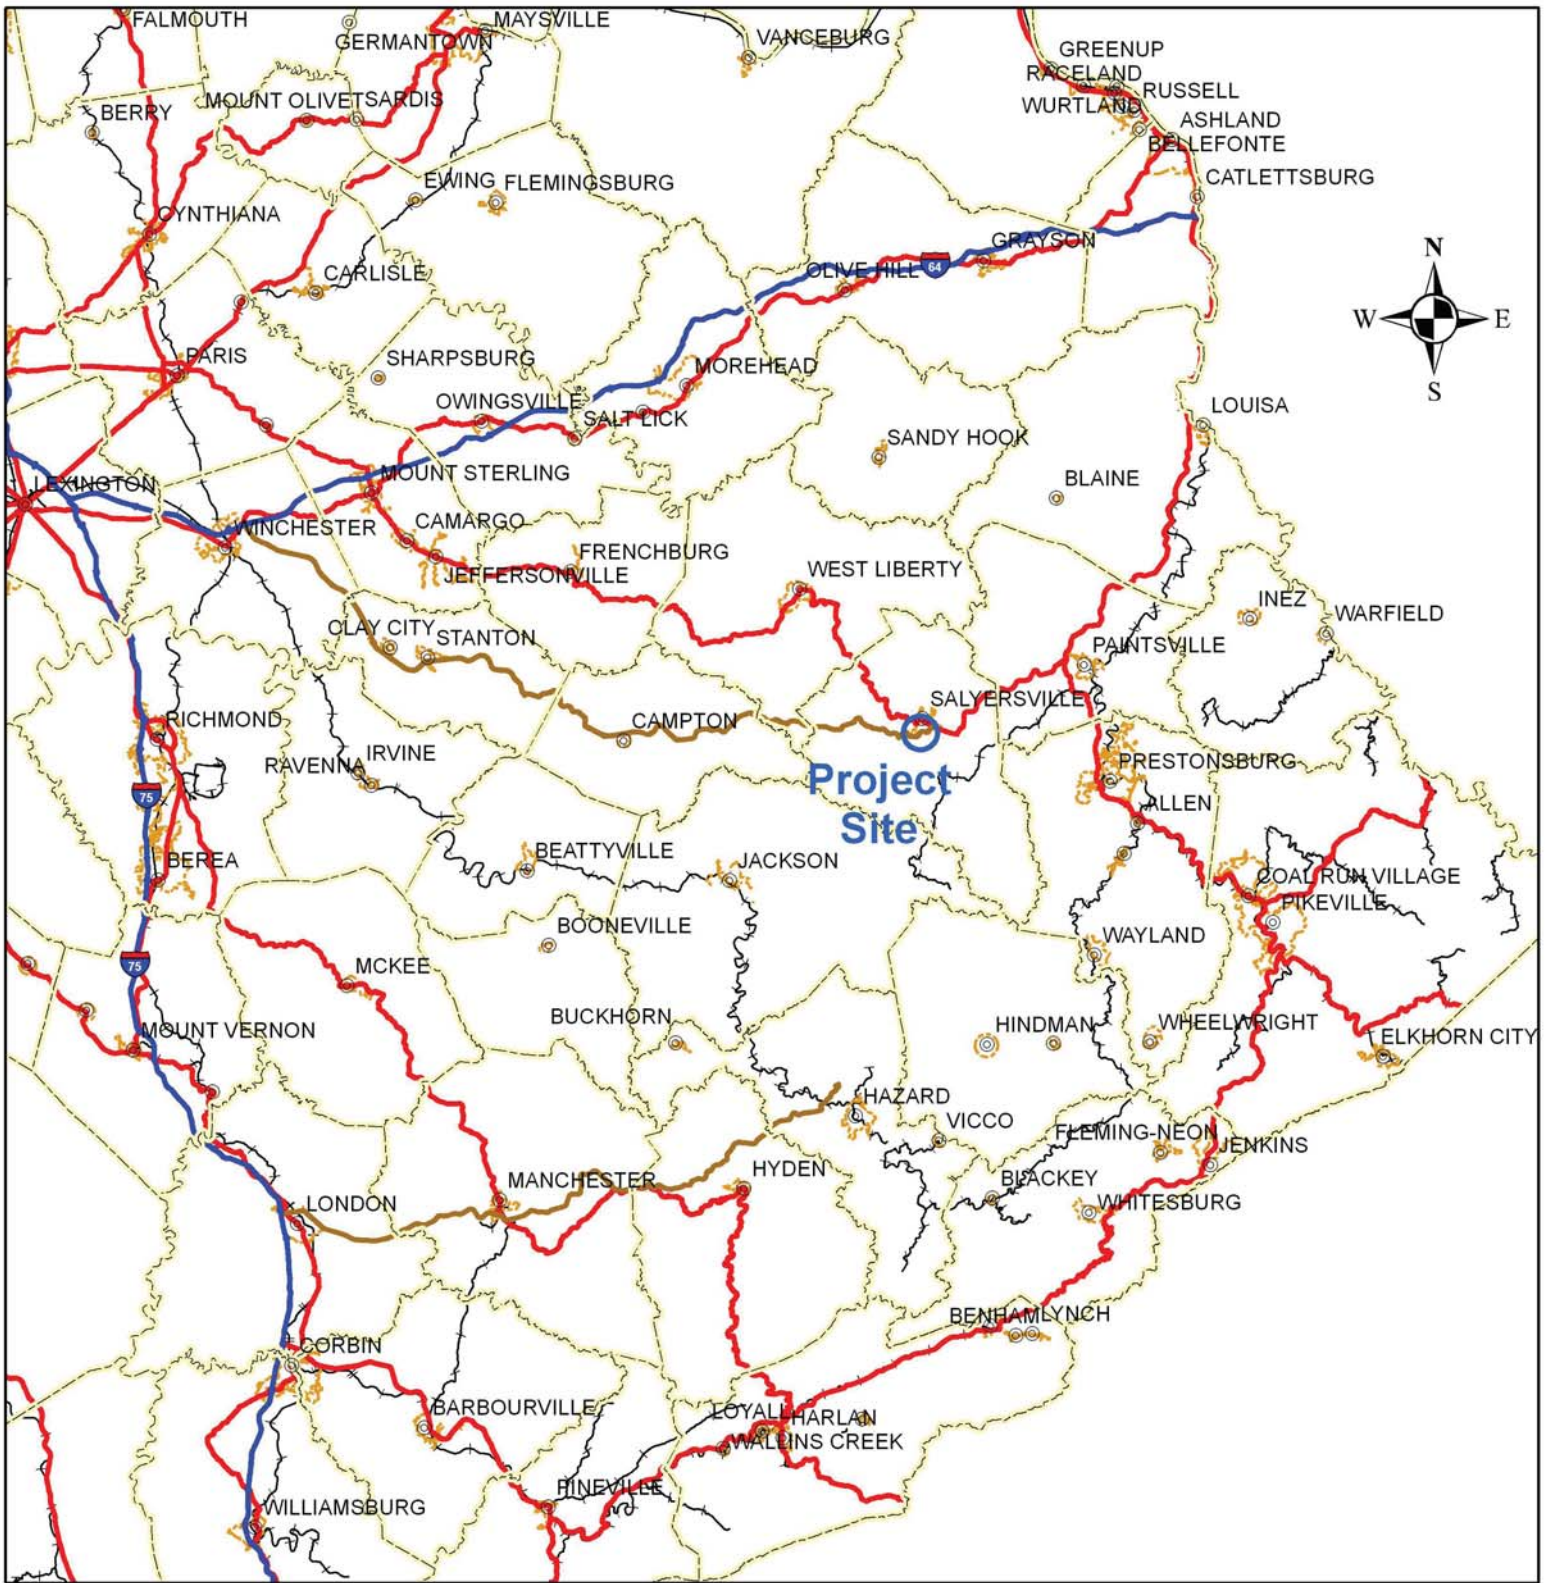 FALMOUTH
MAYSVILLE
GERMANTOWN
VANCEBURG
GREENUP
RACELAND
RUSSELL
WURTLAND
MOUNT OLIVET
SARDIS
BERRY
ASHLAND
BELLEFONTE
CATLETTSBURG
EWING
FLEMINGSBURG
CYNTHIANA
GRAYSON
N
OLIVE HILL
64
CARLISLE
W
E
S
PARIS
SHARPSBURG
MOREHEAD
OWINGSVILLE
SALT LICK
LOUISA
SANDY HOOK
MOUNT STERLING
BLAINE
LEXINGTON
WINCHESTER
CAMARGO
FRENCHBURG
JEFFERSONVILLE
WEST LIBERTY
INEZ
WARFIELD
CLAY CITY
STANTON
PAINTSVILLE
SALYERSVILLE
RICHMOND
CAMPTON
Project
Site
IRVINE
RAVENNA
PRESTONSBURG
75
ALLEN
BEREA
BEATTYVILLE
JACKSON
COAL RUN VILLAGE
PIKEVILLE
BOONEVILLE
WAYLAND
75
MCKEE
BUCKHORN
HINDMAN
WHEELWRIGHT
MOUNT VERNON
ELKHORN CITY
HAZARD
VICCO
FLEMING-NEON
JENKINS
HYDEN
MANCHESTER
BLACKEY
WHITESBURG
LONDON
BENHAM
LYNCH
CORBIN
BARBOURVILLE
LOYALL
HARLAN
WALLINS CREEK
PINEVILLE
WILLIAMSBURG